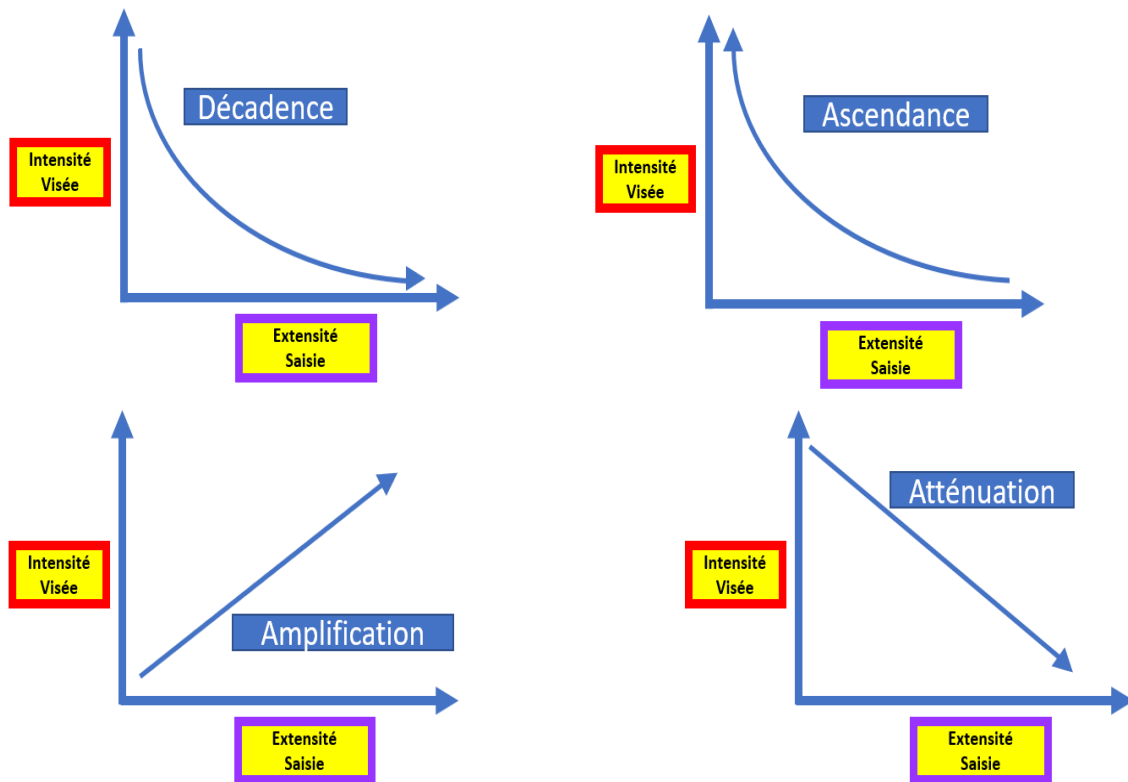 Décadence
Intensité
Visée
Extensité
Saisie
Ascendance
Intensité
Visée
Extensité
Saisie
Amplification
Intensité
Visée
Extensité
Saisie
Atténuation
Intensité
Visée
Extensité
Saisie